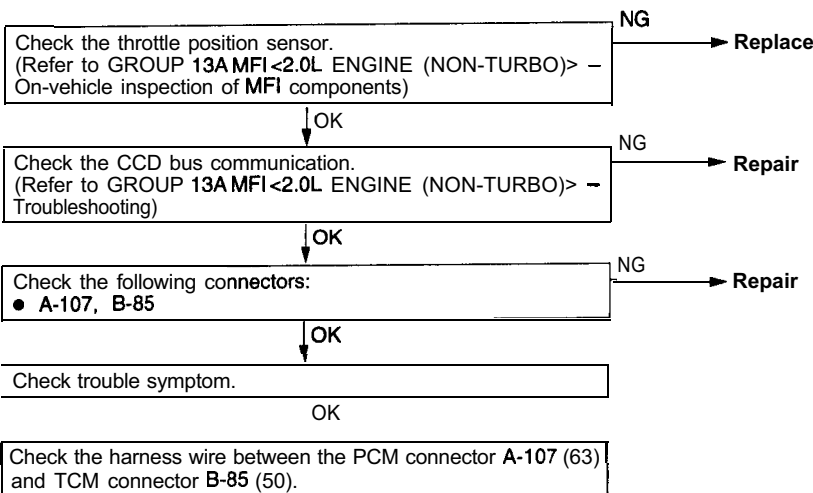 NG
Check the throttle position sensor.
(Refer to GROUP 13A MFI <2.0L ENGINE (NON-TURBO)> –
On-vehicle inspection of MFI components)
Replace
OK
NG
Check the CCD bus communication.
(Refer to GROUP 13A MFI <2.0L ENGINE (NON-TURBO)> –
Troubleshooting)
Repair
OK
NG
Check the following connectors:
● A-107, B-85
Repair
OK
Check trouble symptom.
OK
Check the harness wire between the PCM connector A-107 (63)
and TCM connector B-85 (50).